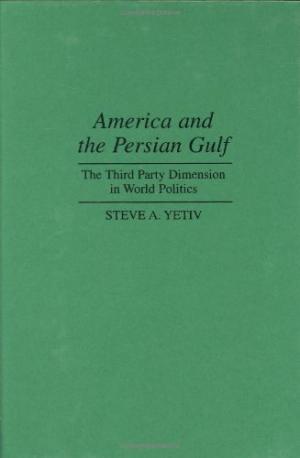 America and
the Persian Gulf
The Third Party Dimension
in World Politics
STEVE A. YETIV